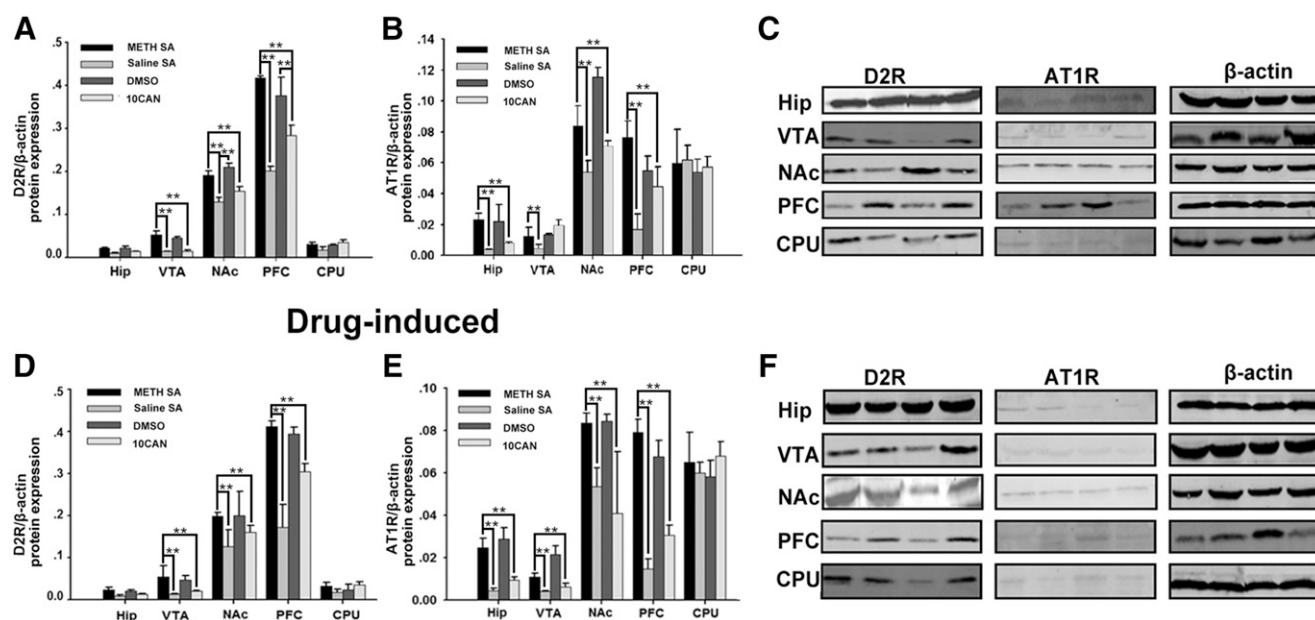 A
D2R/β-actin
protein expression
.5
.4
.3
.2
.1
0.0
METH SA
Saline SA
DMSO
10CAN
**
**
**
**
**
**
**
**
Hip
VTA
NAc
PFC
CPU
B
AT1R/β-actin
protein expression
.14
.12
.10
.08
.06
.04
.02
0.00
METH SA
Saline SA
DMSO
10CAN
**
**
**
**
**
**
**
Hip
VTA
NAc
PFC
CPU
C
D2R
AT1R
β-actin
Hip
VTA
NAc
PFC
CPU
Drug-induced
D
D2R/β-actin
protein expression
.5
.4
.3
.2
.1
0.0
METH SA
Saline SA
DMSO
10CAN
**
**
**
**
**
**
Hip
VTA
NAc
PFC
CPU
E
AT1R/β-actin
protein expression
.10
.08
.06
.04
.02
0.00
METH SA
Saline SA
DMSO
10CAN
**
**
**
**
**
**
**
**
Hip
VTA
NAc
PFC
CPU
F
D2R
AT1R
β-actin
Hip
VTA
NAc
PFC
CPU